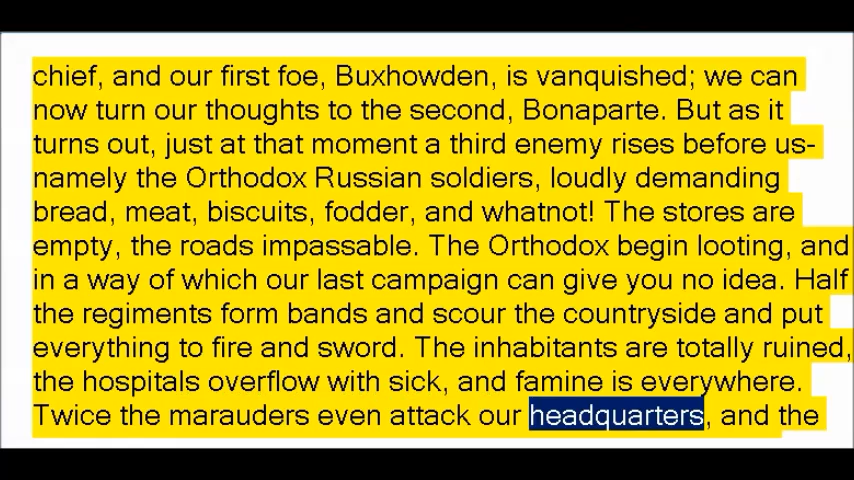 chief, and our first foe, Buxhowden, is vanquished; we can
now turn our thoughts to the second, Bonaparte. But as it
turns out, just at that moment a third enemy rises before us-
namely the Orthodox Russian soldiers, loudly demanding
bread, meat, biscuits, fodder, and whatnot! The stores are
empty, the roads impassable. The Orthodox begin looting, and
in a way of which our last campaign can give you no idea. Half
the regiments form bands and scour the countryside and put
everything to fire and sword. The inhabitants are totally ruined,
the hospitals overflow with sick, and famine is everywhere.
Twice the marauders even attack our headquarters, and the